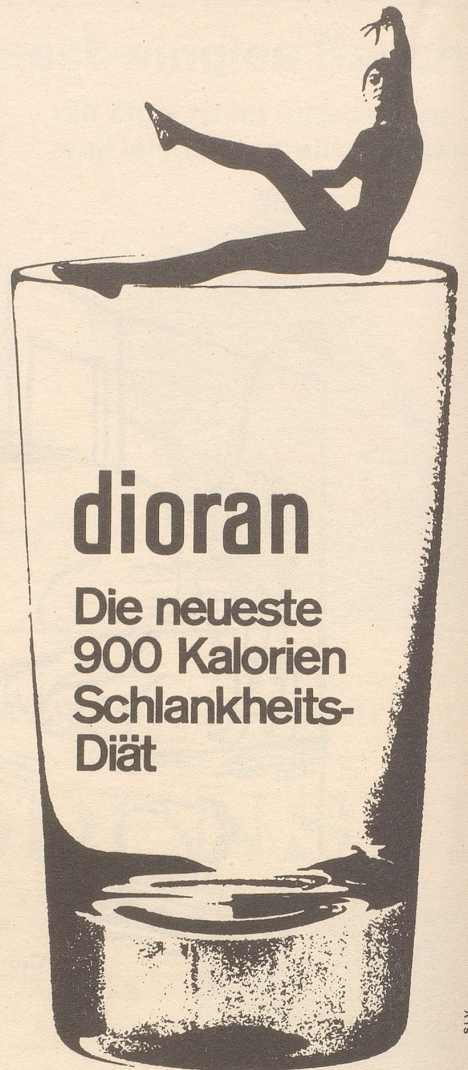 dioran
Die neueste
900 Kalorien
Schlankheits-
Diät